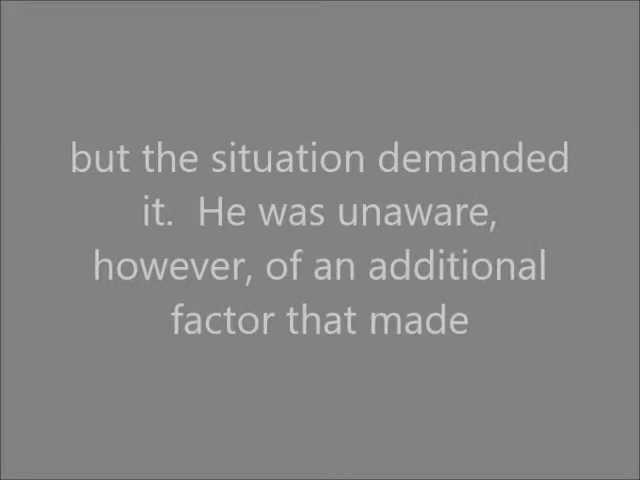 but the situation demanded
it.  He was unaware,
however, of an additional
factor that made